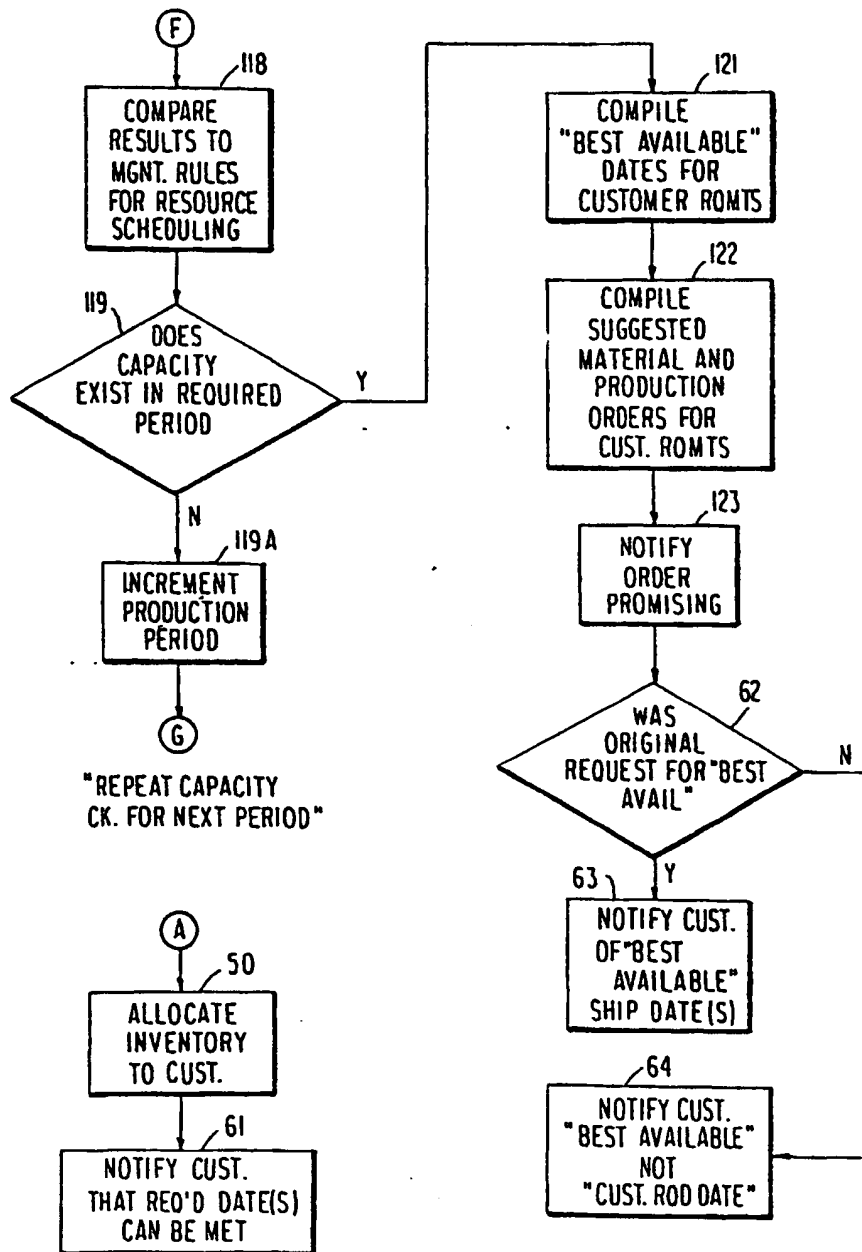 F
118
COMPARE
RESULTS TO
MGNT. RULES
FOR RESOURCE
SCHEDULING
119
DOES
CAPACITY
EXIST IN REQUIRED
PERIOD
Y
N
119A
INCREMENT
PRODUCTION
PERIOD
G
"REPEAT CAPACITY
CK. FOR NEXT PERIOD"
A
50
ALLOCATE
INVENTORY
TO CUST.
61
NOTIFY CUST.
THAT REQ'D DATE(S)
CAN BE MET
121
COMPILE
"BEST AVAILABLE"
DATES FOR
CUSTOMER RQMTS
122
COMPILE
SUGGESTED
MATERIAL AND
PRODUCTION
ORDERS FOR
CUST. RQMTS
123
NOTIFY
ORDER
PROMISING
62
WAS
ORIGINAL
REQUEST FOR "BEST
AVAIL"
N
Y
63
NOTIFY CUST.
OF "BEST
AVAILABLE"
SHIP DATE(S)
64
NOTIFY CUST.
"BEST AVAILABLE"
NOT
"CUST. RQD DATE"